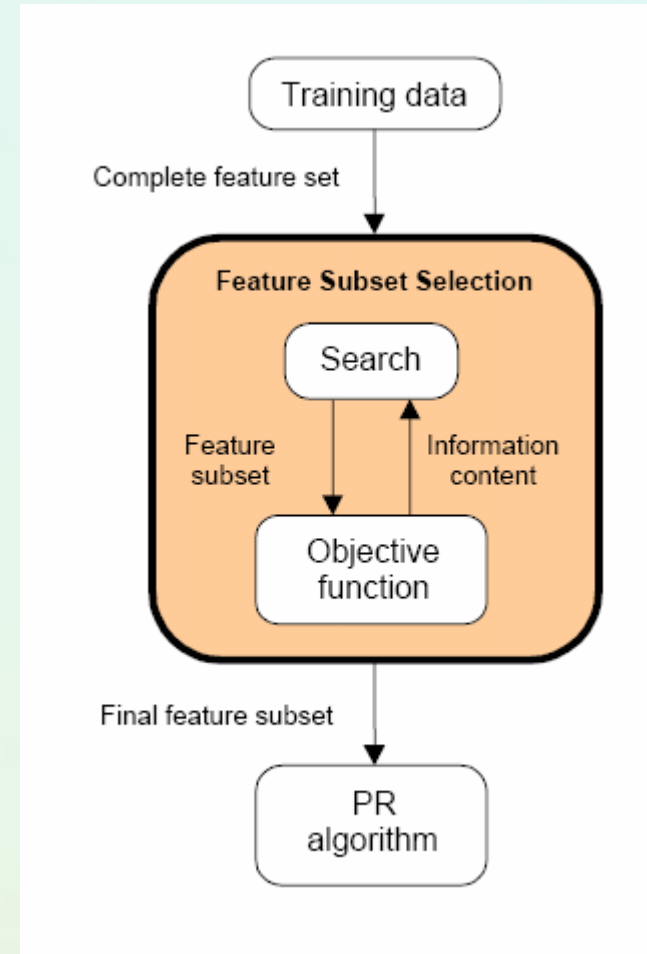 Training data
Complete feature set
Feature Subset Selection
Search
Feature
subset
Information
content
Objective
function
Final feature subset
PR
algorithm